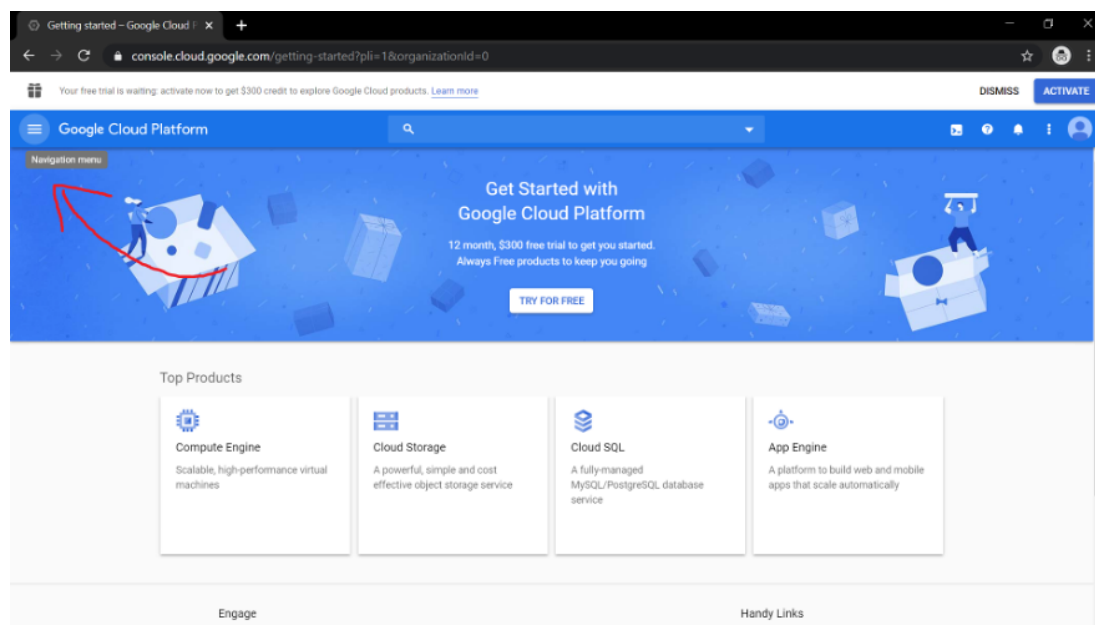 Getting started – Google Cloud P
console.cloud.google.com/getting-started?pli=1&organizationId=0
Your free trial is waiting: activate now to get $300 credit to explore Google Cloud products. Learn more
DISMISS
ACTIVATE
Google Cloud Platform
Navigation menu
Get Started with
Google Cloud Platform
12 month, $300 free trial to get you started.
Always Free products to keep you going
TRY FOR FREE
Top Products
Compute Engine
Scalable, high-performance virtual
machines
Cloud Storage
A powerful, simple and cost
effective object storage service
Cloud SQL
A fully-managed
MySQL/PostgreSQL database
service
App Engine
A platform to build web and mobile
apps that scale automatically
Engage
Handy Links